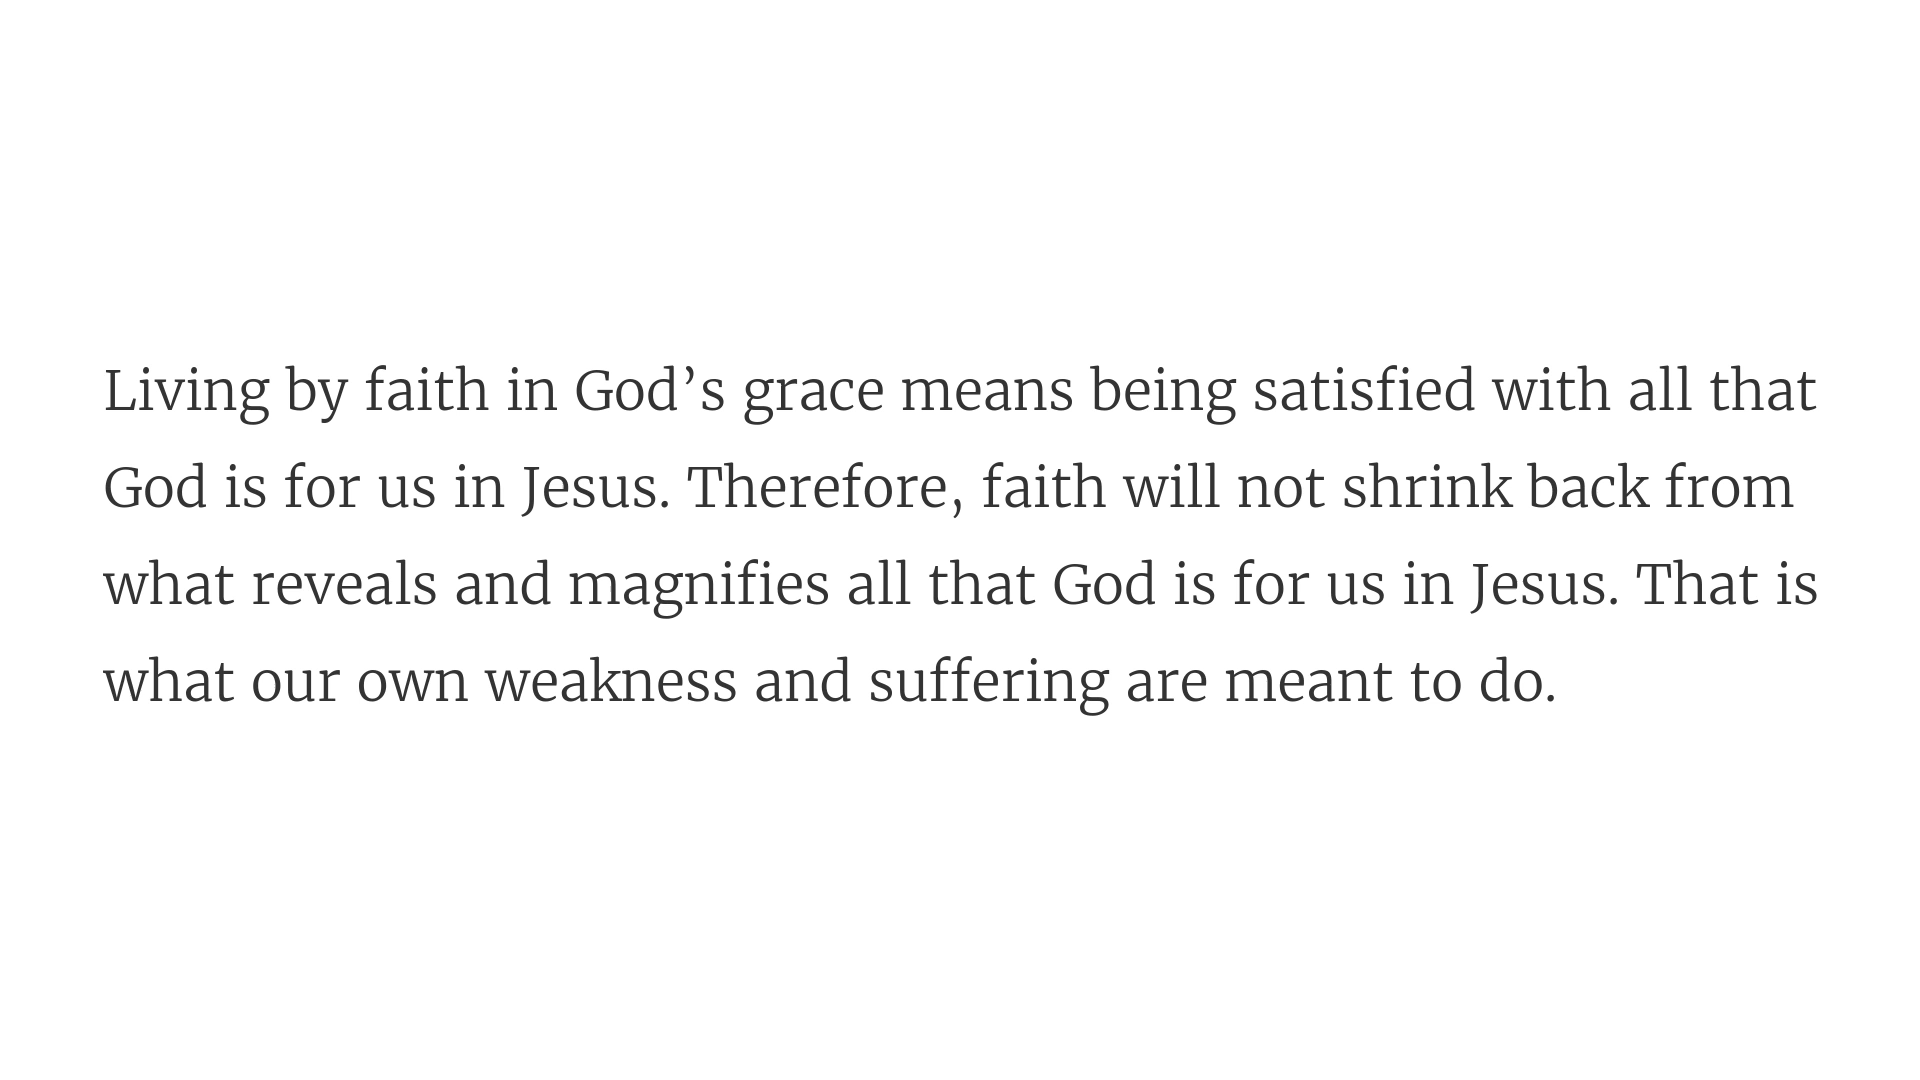 Living by faith in God’s grace means being satisfied with all that
God is for us in Jesus. Therefore, faith will not shrink back from
what reveals and magnifies all that God is for us in Jesus. That is
what our own weakness and suffering are meant to do.